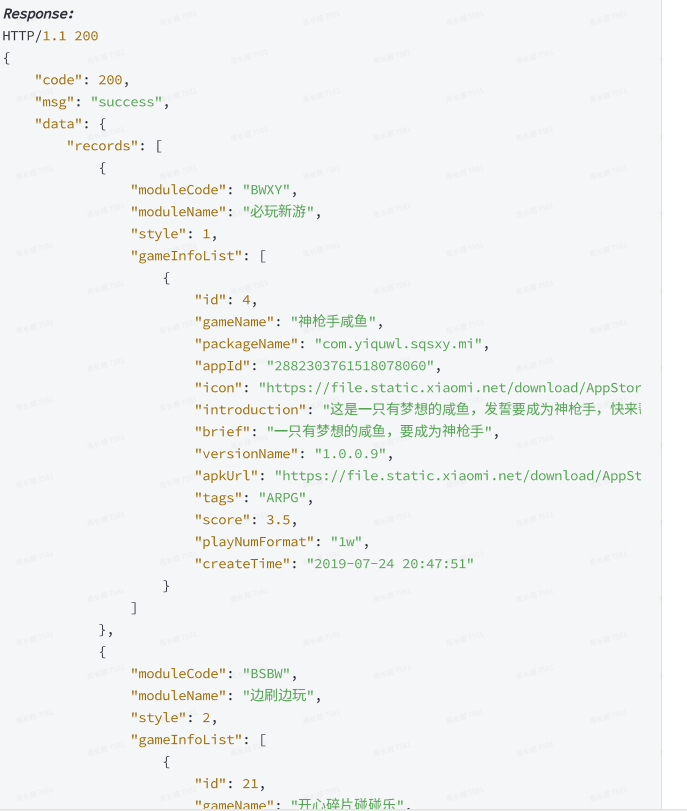 Response:
HTTP/1.1 200
{
"code": 200,
"msg": "success",
"data": {
"records": [
{
"moduleCode": "BWXY",
"moduleName": "必玩新游",
"style": 1,
"gameInfoList": [
{
"id": 4,
"gameName": "神枪手咸鱼",
"packageName": "com.yiquwl.sqsxy.mi",
"appId": "2882303761518078060",
"icon": "https://file.static.xiaomi.net/download/AppStor
"introduction": "这是一只有梦想的咸鱼，发誓要成为神枪手，快来
"brief": "一只有梦想的咸鱼，要成为神枪手",
"versionName": "1.0.0.9",
"apkUrl": "https://file.static.xiaomi.net/download/AppSt
"tags": "ARPG",
"score": 3.5,
"playNumFormat": "1w",
"createTime": "2019-07-24 20:47:51"
}
]
},
{
"moduleCode": "BSBW",
"moduleName": "边刷边玩",
"style": 2,
"gameInfoList": [
{
"id": 21,
"gameName": "开心碎片碰碰乐",